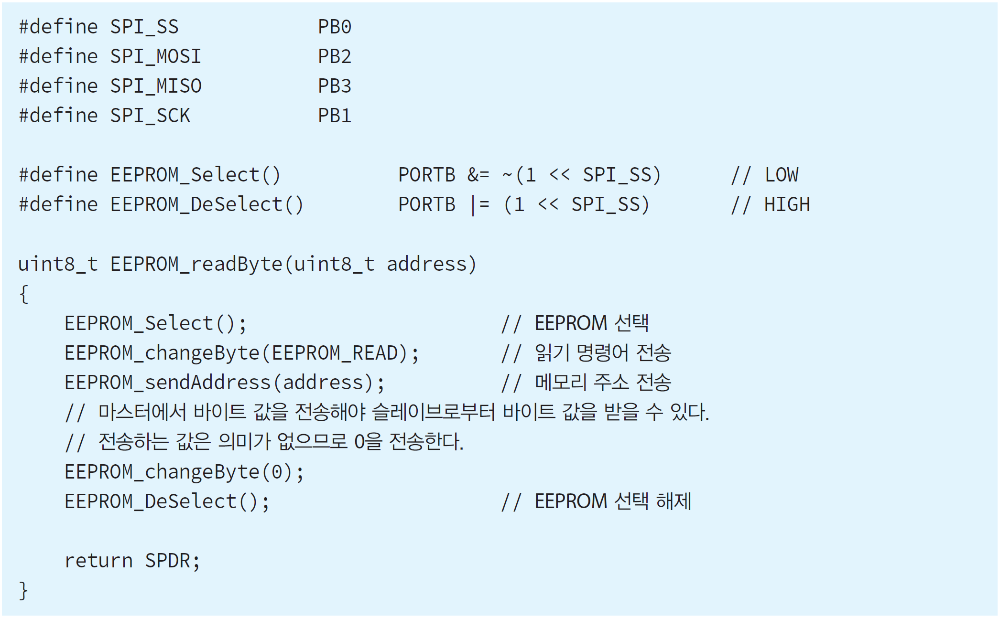 #define SPI_SS            PB0
#define SPI_MOSI          PB2
#define SPI_MISO          PB3
#define SPI_SCK           PB1

#define EEPROM_Select()          PORTB &= ~(1 << SPI_SS)      // LOW
#define EEPROM_DeSelect()        PORTB |= (1 << SPI_SS)       // HIGH

uint8_t EEPROM_readByte(uint8_t address)
{
    EEPROM_Select();                      // EEPROM 선택
    EEPROM_changeByte(EEPROM_READ);       // 읽기 명령어 전송
    EEPROM_sendAddress(address);          // 메모리 주소 전송
    // 마스터에서 바이트 값을 전송해야 슬레이브로부터 바이트 값을 받을 수 있다.
    // 전송하는 값은 의미가 없으므로 0을 전송한다.
    EEPROM_changeByte(0);
    EEPROM_DeSelect();                    // EEPROM 선택 해제

    return SPDR;
}